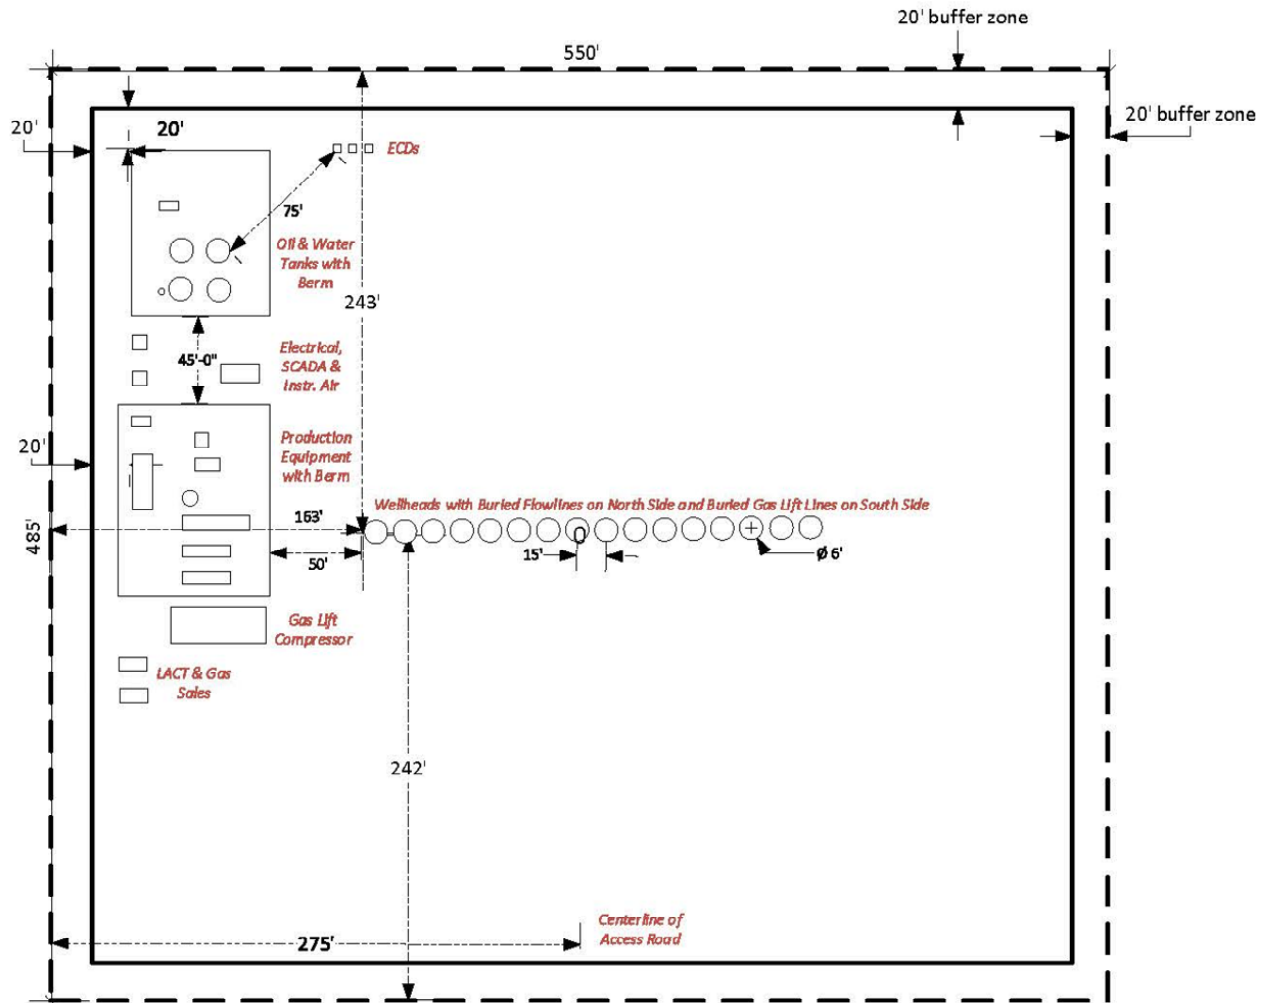 20' buffer zone
550'
20' buffer zone
20'
20'
ECDs
75'
Oil & Water
Tanks with
Berm
243'
45'-0"
Electrical,
SCADA &
Instr. Air
20'
Production
Equipment
with Berm
Wellheads with Buried Flowlines on North Side and Buried Gas Lift Lines on South Side
163'
485'
15'
Ø 6'
50'
Gas Lift
Compressor
LACT & Gas
Sales
242'
Centerline of
Access Road
275'